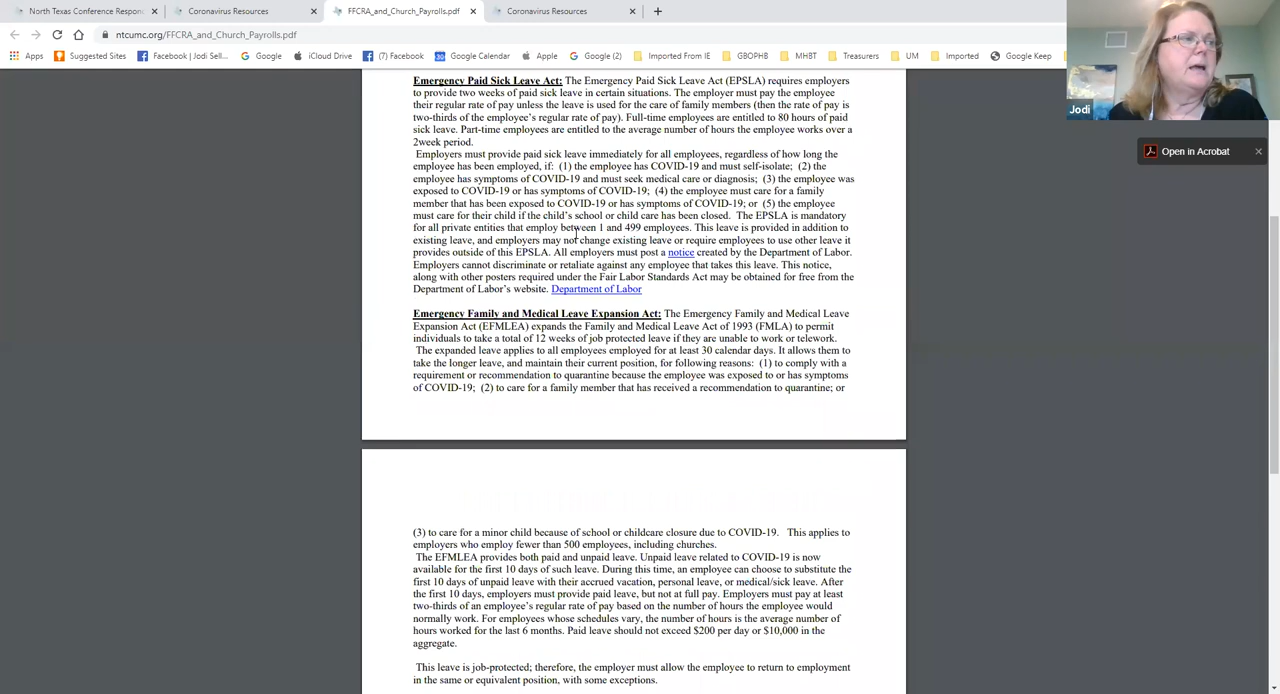 North Texas Conference Respon
Coronavirus Resources
FFCRA_and_Church_Payrolls.pdf
Coronavirus Resources
ntcumc.org/FFCRA_and_Church_Payrolls.pdf
Apps
Suggested Sites
Facebook | Jodi Sell...
Google
iCloud Drive
(7) Facebook
Google Calendar
Apple
Google (2)
Imported From IE
GBOPHB
MHBT
Treasurers
UM
Imported
Google Keep
Jodi
Open in Acrobat
Emergency Paid Sick Leave Act: The Emergency Paid Sick Leave Act (EPSLA) requires employers
to provide two weeks of paid sick leave in certain situations. The employer must pay the employee
their regular rate of pay unless the leave is used for the care of family members (then the rate of pay is
two-thirds of the employee's regular rate of pay). Full-time employees are entitled to 80 hours of paid
sick leave. Part-time employees are entitled to the average number of hours the employee works over a
2week period.
Employers must provide paid sick leave immediately for all employees, regardless of how long the
employee has been employed, if: (1) the employee has COVID-19 and must self-isolate; (2) the
employee has symptoms of COVID-19 and must seek medical care or diagnosis; (3) the employee was
exposed to COVID-19 or has symptoms of COVID-19; (4) the employee must care for a family
member that has been exposed to COVID-19 or has symptoms of COVID-19; or (5) the employee
must care for their child if the child's school or child care has been closed. The EPSLA is mandatory
for all private entities that employ between 1 and 499 employees. This leave is provided in addition to
existing leave, and employers may not change existing leave or require employees to use other leave it
provides outside of this EPSLA. All employers must post a notice created by the Department of Labor.
Employers cannot discriminate or retaliate against any employee that takes this leave. This notice,
along with other posters required under the Fair Labor Standards Act may be obtained for free from the
Department of Labor's website. Department of Labor
Emergency Family and Medical Leave Expansion Act: The Emergency Family and Medical Leave
Expansion Act (EFMLEA) expands the Family and Medical Leave Act of 1993 (FMLA) to permit
individuals to take a total of 12 weeks of job protected leave if they are unable to work or telework.
The expanded leave applies to all employees employed for at least 30 calendar days. It allows them to
take the longer leave, and maintain their current position, for following reasons: (1) to comply with a
requirement or recommendation to quarantine because the employee was exposed to or has symptoms
of COVID-19; (2) to care for a family member that has received a recommendation to quarantine; or
(3) to care for a minor child because of school or childcare closure due to COVID-19. This applies to
employers who employ fewer than 500 employees, including churches.
The EFMLEA provides both paid and unpaid leave. Unpaid leave related to COVID-19 is now
available for the first 10 days of such leave. During this time, an employee can choose to substitute the
first 10 days of unpaid leave with their accrued vacation, personal leave, or medical/sick leave. After
the first 10 days, employers must provide paid leave, but not at full pay. Employers must pay at least
two-thirds of an employee's regular rate of pay based on the number of hours the employee would
normally work. For employees whose schedules vary, the number of hours is the average number of
hours worked for the last 6 months. Paid leave should not exceed $200 per day or $10,000 in the
aggregate.
This leave is job-protected; therefore, the employer must allow the employee to return to employment
in the same or equivalent position, with some exceptions.